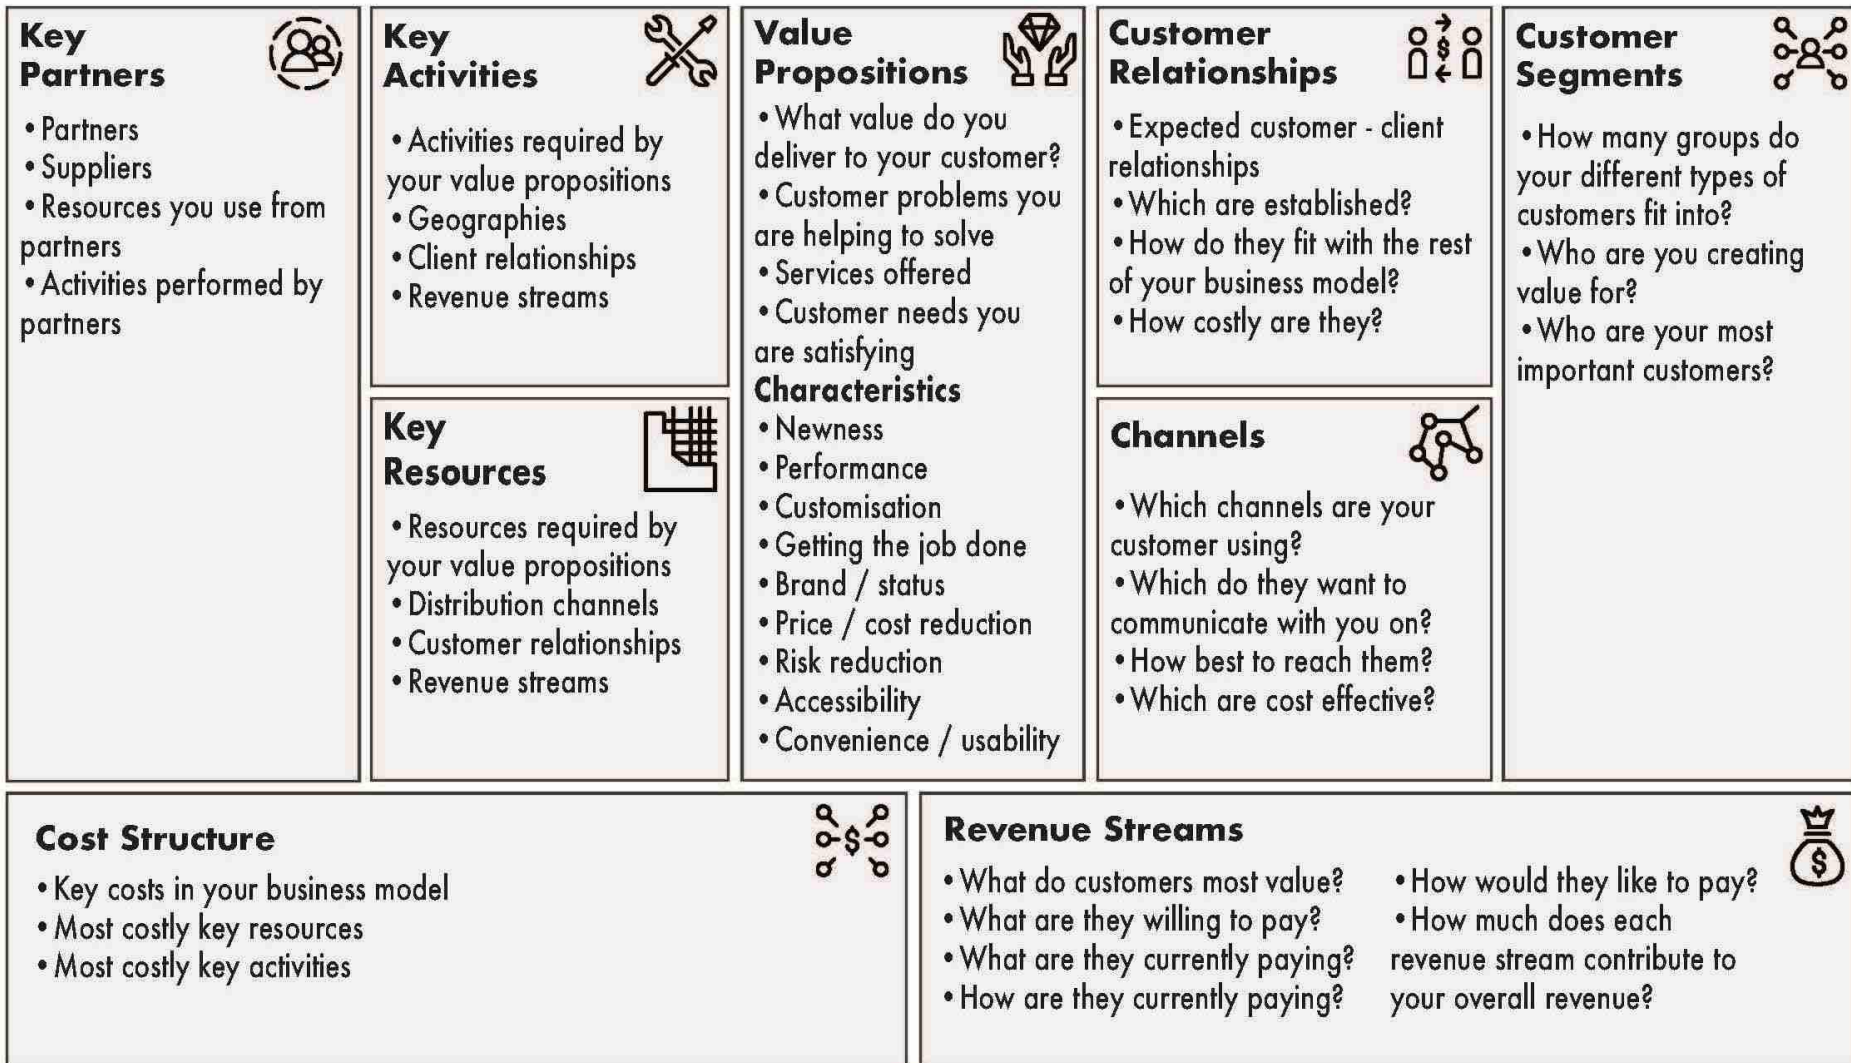 Key
Partners
• Partners
• Suppliers
• Resources you use from
partners
• Activities performed by
partners
Key
Activities
• Activities required by
your value propositions
• Geographies
• Client relationships
• Revenue streams
Key
Resources
• Resources required by
your value propositions
• Distribution channels
• Customer relationships
• Revenue streams
Value
Propositions
• What value do you
deliver to your customer?
• Customer problems you
are helping to solve
• Services offered
• Customer needs you
are satisfying
Characteristics
• Newness
• Performance
• Customisation
• Getting the job done
• Brand / status
• Price / cost reduction
• Risk reduction
• Accessibility
• Convenience / usability
Customer
Relationships
• Expected customer - client
relationships
• Which are established?
• How do they fit with the rest
of your business model?
• How costly are they?
Channels
• Which channels are your
customer using?
• Which do they want to
communicate with you on?
• How best to reach them?
• Which are cost effective?
Customer
Segments
• How many groups do
your different types of
customers fit into?
• Who are you creating
value for?
• Who are your most
important customers?
Cost Structure
• Key costs in your business model
• Most costly key resources
• Most costly key activities
Revenue Streams
• What do customers most value?
• What are they willing to pay?
• What are they currently paying?
• How are they currently paying?
• How would they like to pay?
• How much does each
revenue stream contribute to
your overall revenue?